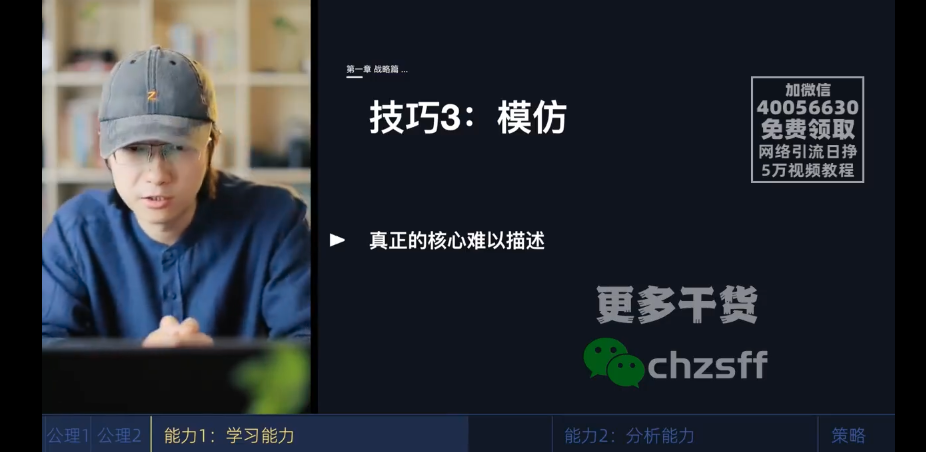 第一章 战略篇 ...
技巧3：模仿
加微信
40056630
免费领取
网络引流日挣
5万视频教程
真正的核心难以描述
更多干货
chzsff
公理1 公理2 能力1：学习能力 能力2：分析能力 策略